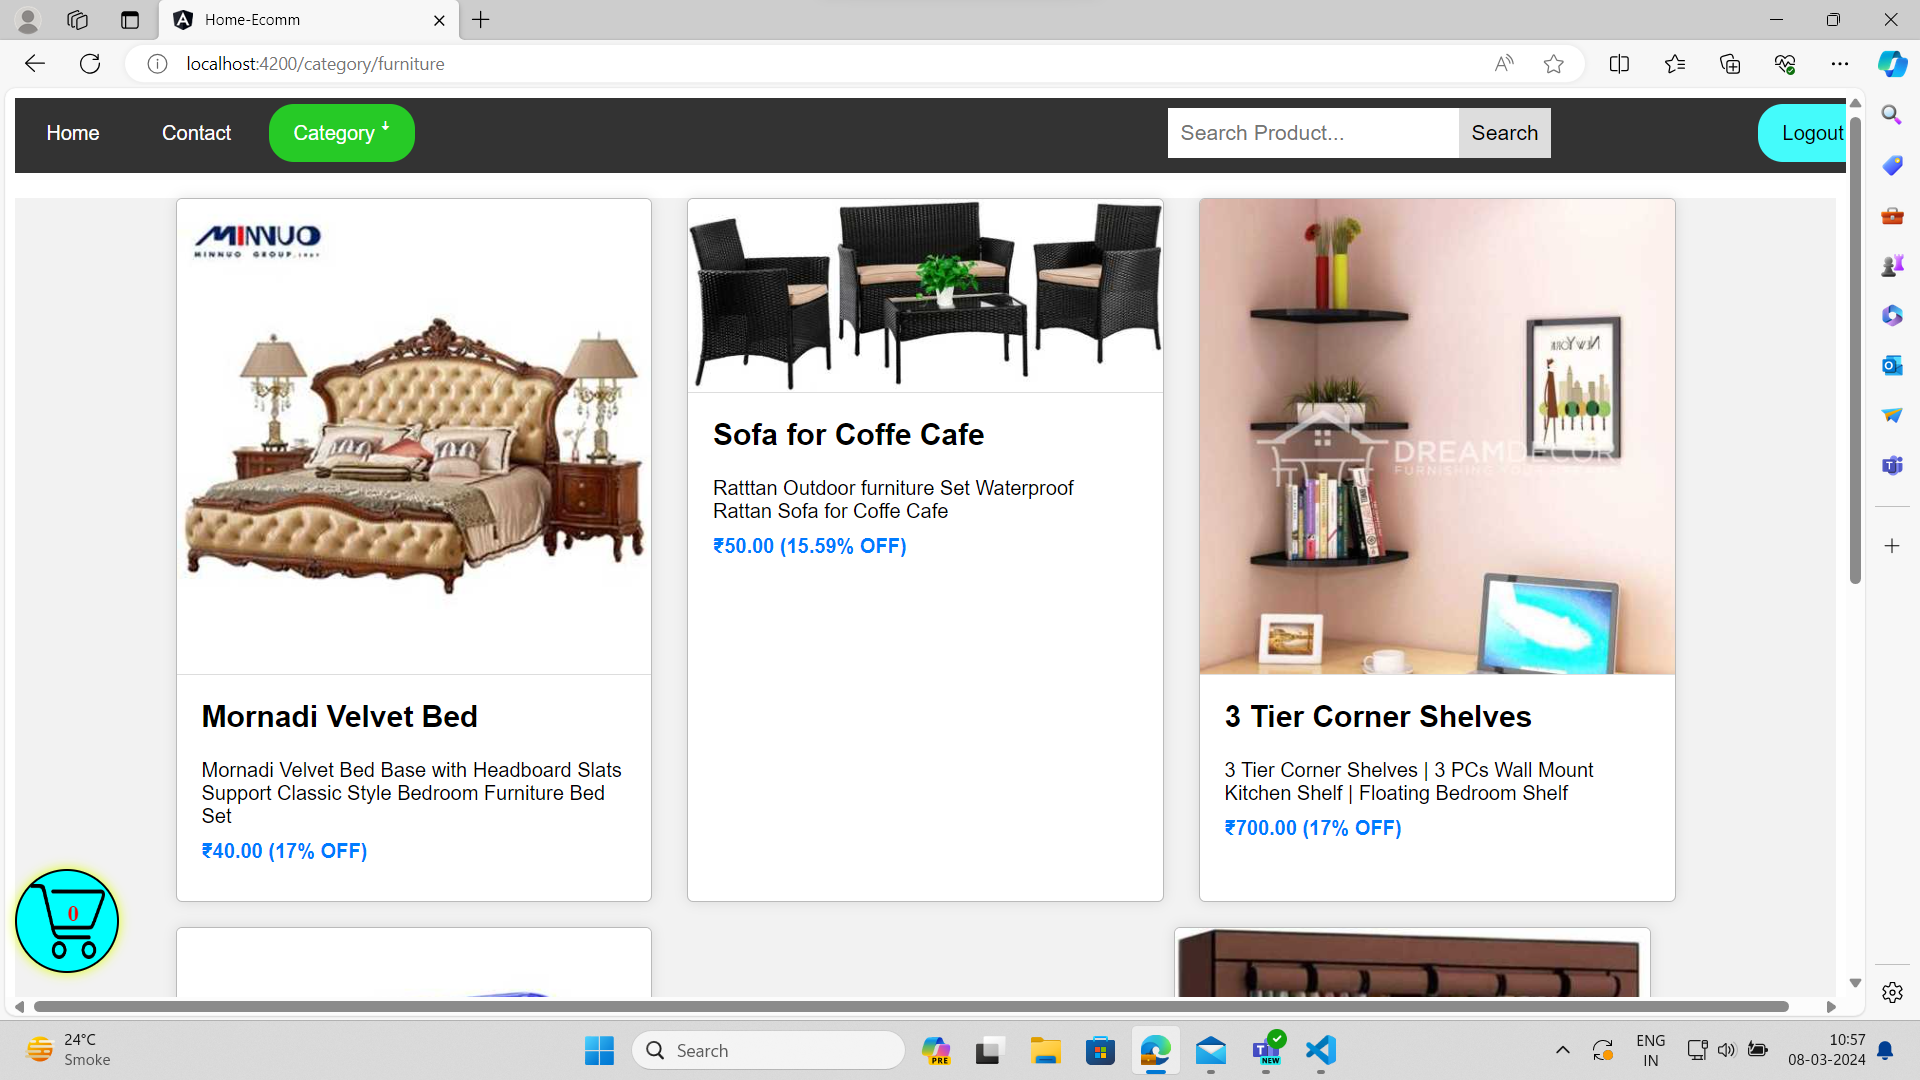 Home-Ecomm
localhost:4200/category/furniture
Home
Contact
Category
Search Product...
Search
Logout
MINNUO
MINNUO GROUP.
DREAMDECOR
Mornadi Velvet Bed
Mornadi Velvet Bed Base with Headboard Slats
Support Classic Style Bedroom Furniture Bed
Set
₹40.00 (17% OFF)
Sofa for Coffe Cafe
Ratttan Outdoor furniture Set Waterproof
Rattan Sofa for Coffe Cafe
₹50.00 (15.59% OFF)
3 Tier Corner Shelves
3 Tier Corner Shelves | 3 PCs Wall Mount
Kitchen Shelf | Floating Bedroom Shelf
₹700.00 (17% OFF)
0
24°C
Smoke
Search
PRE
NEW
ENG
IN
10:57
08-03-2024